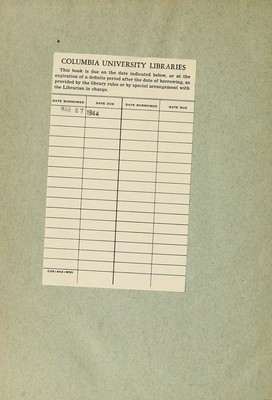 COLUMBIA UNIVERSITY LIBRARIES
This book is due on the date indicated below, or at the
expiration of a definite period after the date of borrowing, as
provided by the library rules or by special arrangement with
the Librarian in charge.
DATE BORROWED DATE DUE DATE BORROWED DATE DUE
MAR 27 1944